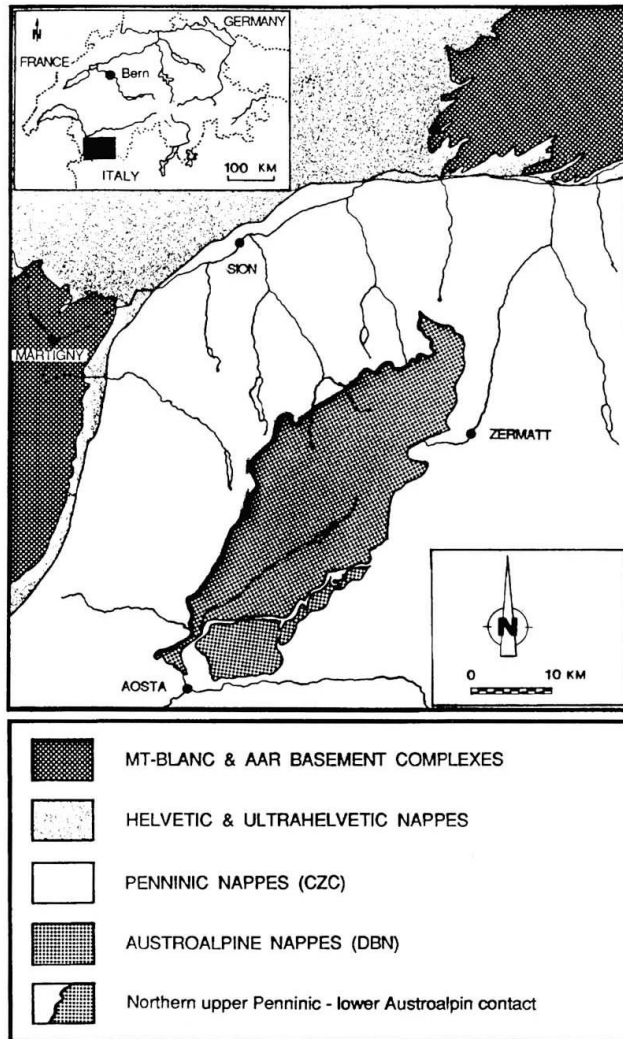 N
GERMANY
FRANCE
Bern
ITALY
100 KM
SION
MARTIGNY
ZERMATT
N
0 10 KM
AOSTA
MT-BLANC & AAR BASEMENT COMPLEXES
HELVETIC & ULTRAHELVETIC NAPPES
PENNINIC NAPPES (CZC)
AUSTROALPINE NAPPES (DBN)
Northern upper Penninic - lower Austroalpin contact